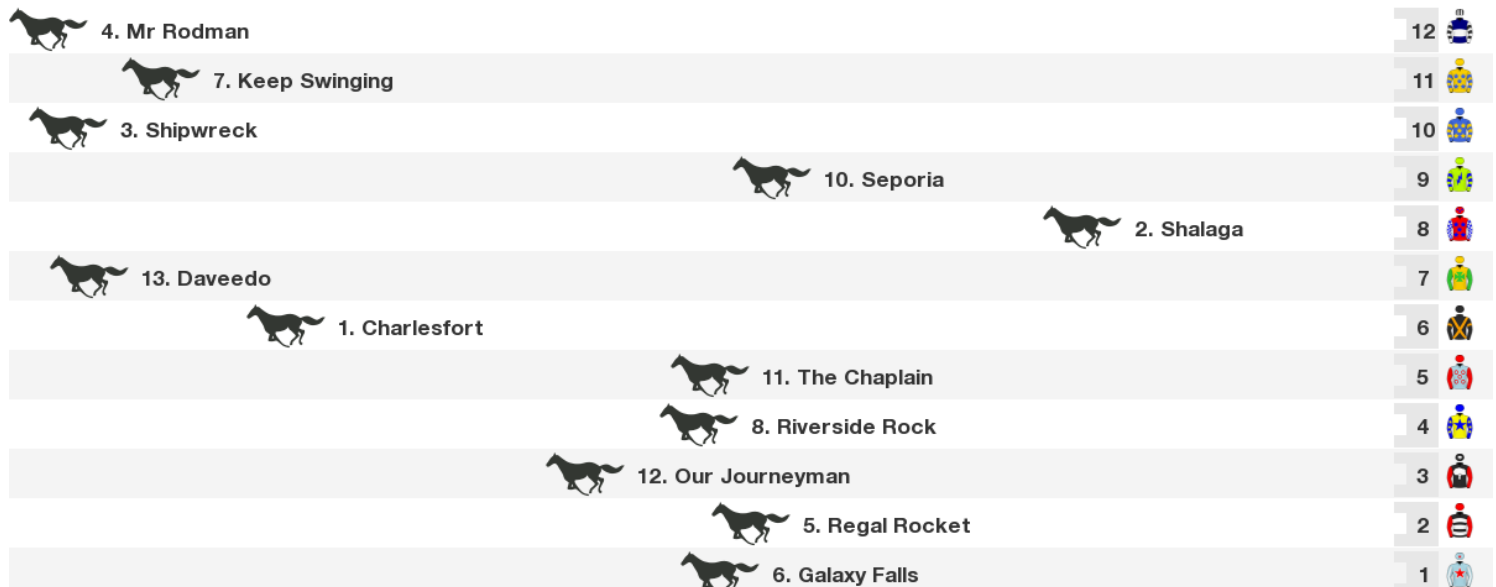 4. Mr Rodman 12
7. Keep Swinging 11
3. Shipwreck 10
10. Seporia 9
2. Shalaga 8
13. Daveedo 7
1. Charlesfort 6
11. The Chaplain 5
8. Riverside Rock 4
12. Our Journeyman 3
5. Regal Rocket 2
6. Galaxy Falls 1